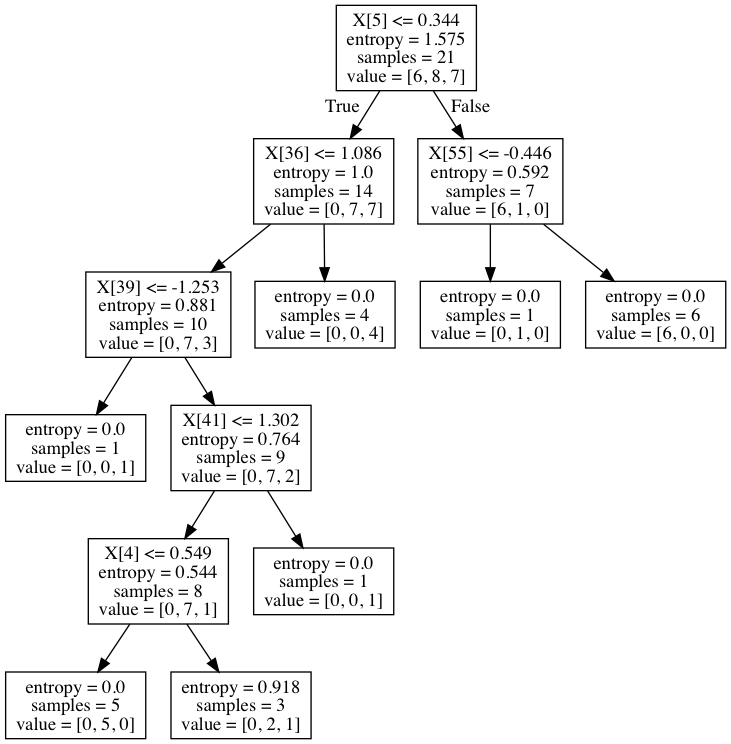 X[5] <= 0.344
entropy = 1.575
samples = 21
value = [6, 8, 7]
True
False
X[36] <= 1.086
entropy = 1.0
samples = 14
value = [0, 7, 7]
X[55] <= -0.446
entropy = 0.592
samples = 7
value = [6, 1, 0]
X[39] <= -1.253
entropy = 0.881
samples = 10
value = [0, 7, 3]
entropy = 0.0
samples = 4
value = [0, 0, 4]
entropy = 0.0
samples = 1
value = [0, 1, 0]
entropy = 0.0
samples = 6
value = [6, 0, 0]
entropy = 0.0
samples = 1
value = [0, 0, 1]
X[41] <= 1.302
entropy = 0.764
samples = 9
value = [0, 7, 2]
X[4] <= 0.549
entropy = 0.544
samples = 8
value = [0, 7, 1]
entropy = 0.0
samples = 1
value = [0, 0, 1]
entropy = 0.0
samples = 5
value = [0, 5, 0]
entropy = 0.918
samples = 3
value = [0, 2, 1]